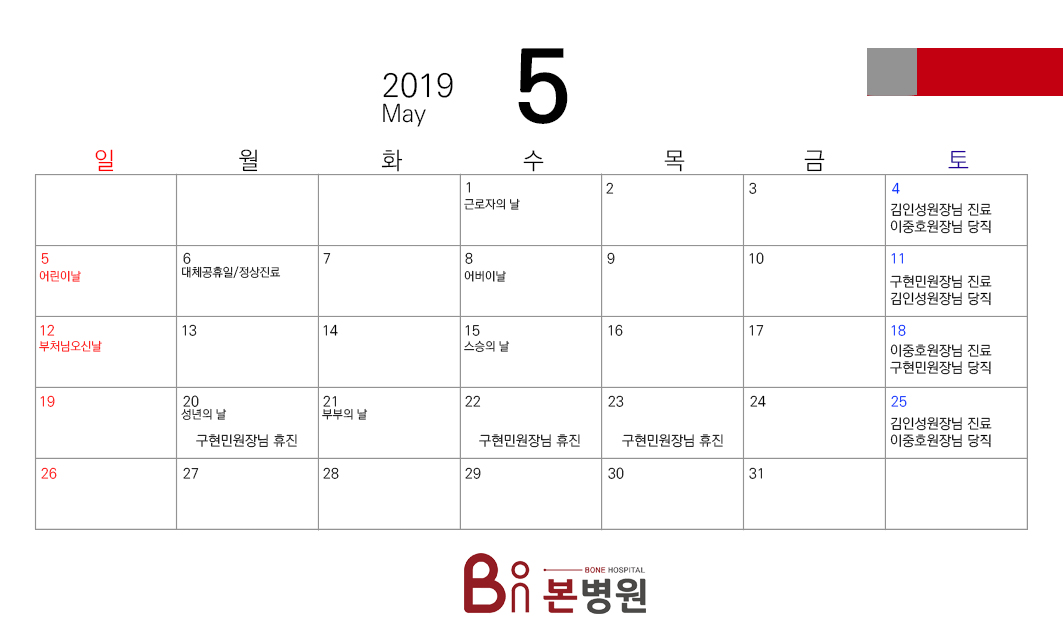 2019
May
5
일 월 화 수 목 금 토
1
근로자의 날
2
3
4
김인성원장님 진료
이중호원장님 당직
5
어린이날
6
대체공휴일/정상진료
7
8
어버이날
9
10
11
구현민원장님 진료
김인성원장님 당직
12
부처님오신날
13
14
15
스승의 날
16
17
18
이중호원장님 진료
구현민원장님 당직
19
20
성년의 날
구현민원장님 휴진
21
부부의 날
22
구현민원장님 휴진
23
구현민원장님 휴진
24
25
김인성원장님 진료
이중호원장님 당직
26
27
28
29
30
31
Bon
BONE HOSPITAL
본병원